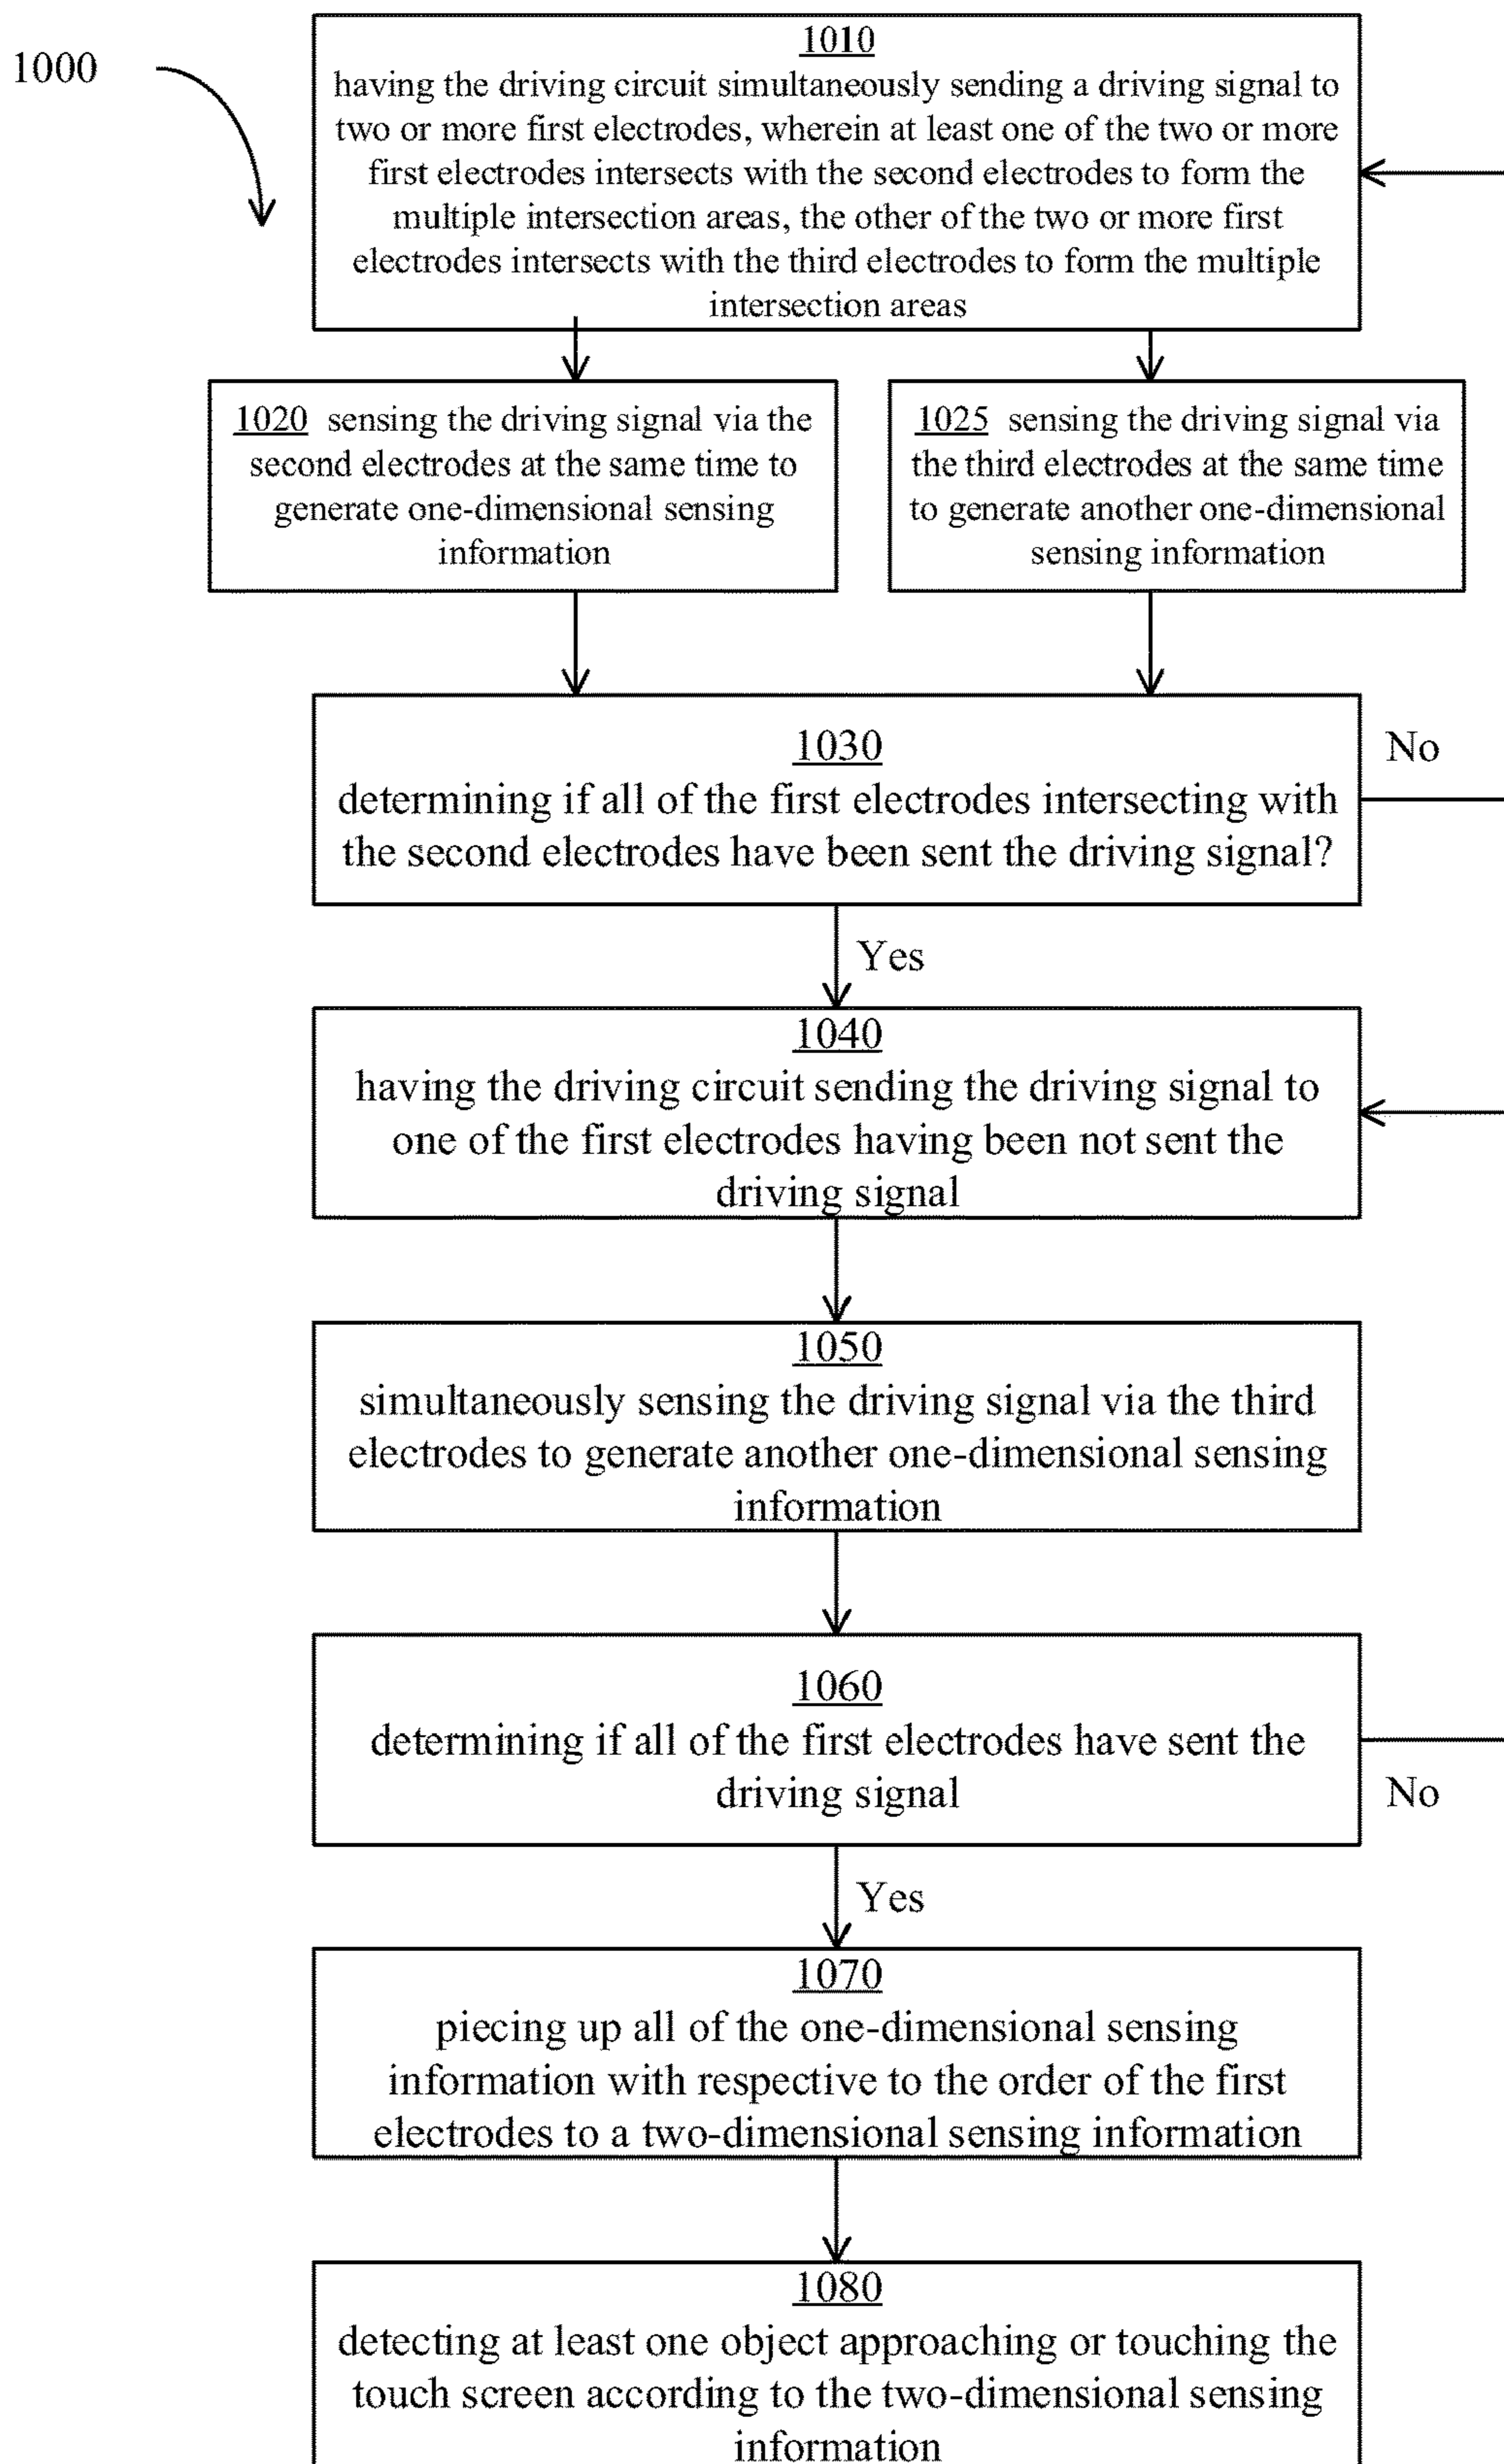 1000
1010
having the driving circuit simultaneously sending a driving signal to
two or more first electrodes, wherein at least one of the two or more
first electrodes intersects with the second electrodes to form the
multiple intersection areas, the other of the two or more first
electrodes intersects with the third electrodes to form the multiple
intersection areas
1020 sensing the driving signal via the
second electrodes at the same time to
generate one-dimensional sensing
information
1025 sensing the driving signal via
the third electrodes at the same time
to generate another one-dimensional
sensing information
1030
determining if all of the first electrodes intersecting with
the second electrodes have been sent the driving signal?
No
Yes
1040
having the driving circuit sending the driving signal to
one of the first electrodes having been not sent the
driving signal
1050
simultaneously sensing the driving signal via the third
electrodes to generate another one-dimensional sensing
information
1060
determining if all of the first electrodes have sent the
driving signal
No
Yes
1070
piecing up all of the one-dimensional sensing
information with respective to the order of the first
electrodes to a two-dimensional sensing information
1080
detecting at least one object approaching or touching the
touch screen according to the two-dimensional sensing
information